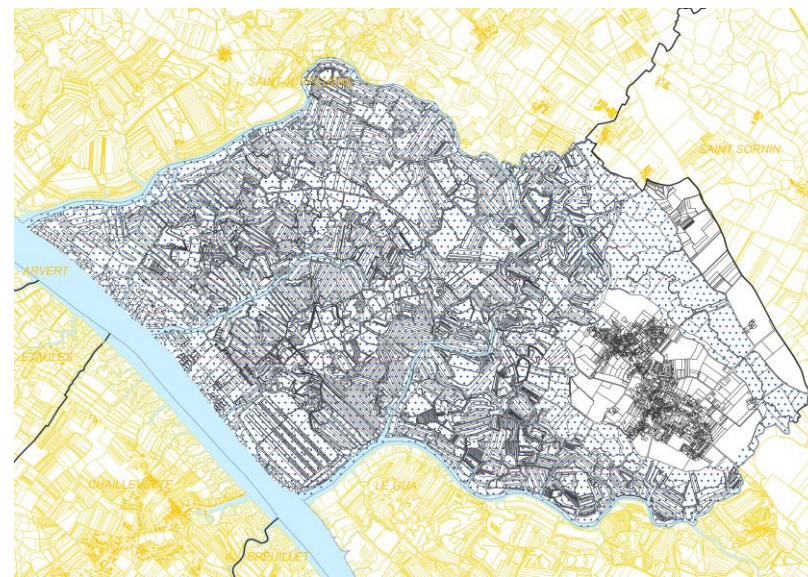 SAINT SORNIN
ARVERT
ETAULES
CHAILLEVETTE
LE GUA
BREUILLET